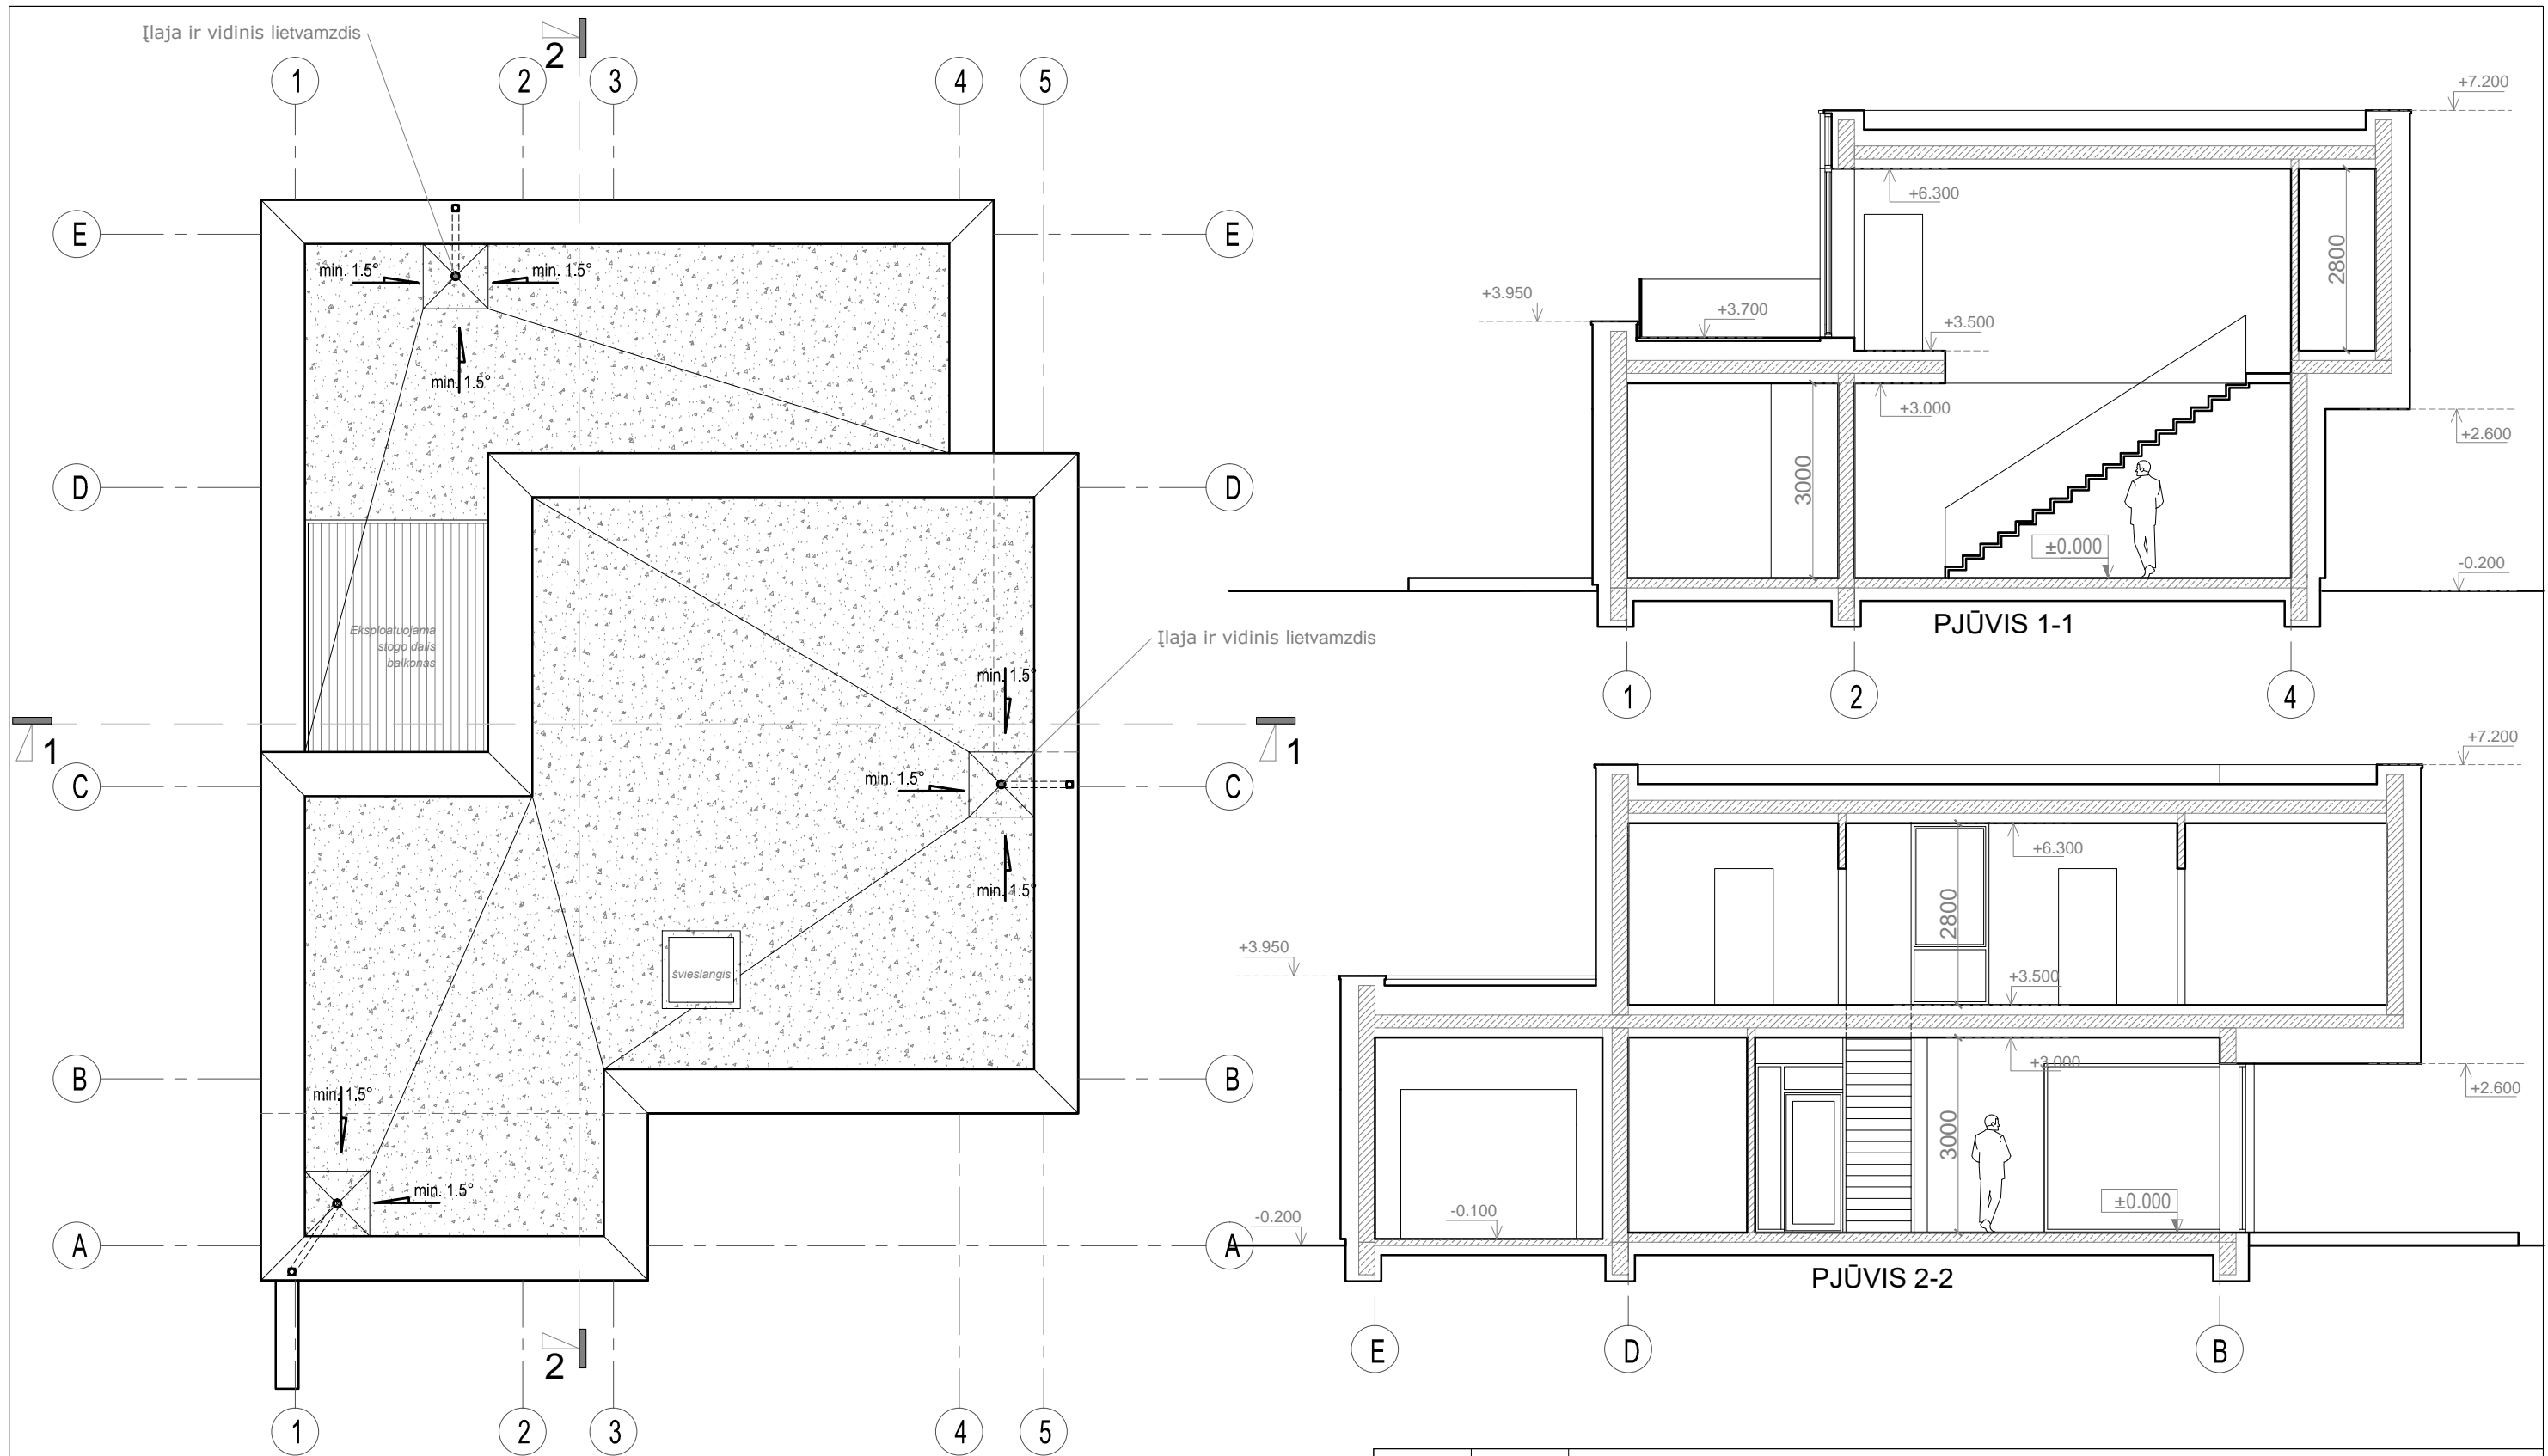 Įlaja ir vidinis lietvamzdis
2
1
2
3
4
5
E
E
min. 1.5°
min. 1.5°
min. 1.5°
D
D
Eksploatuojama
stogo dalis
balkonas
Įlaja ir vidinis lietvamzdis
min. 1.5°
1
1
C
C
min. 1.5°
min. 1.5°
švieslangis
B
B
min. 1.5°
min. 1.5°
A
A
2
1
2
3
4
5
+7.200
+6.300
2800
+3.950
+3.700
+3.500
+3.000
+2.600
3000
±0.000
-0.200
PJŪVIS 1-1
1
2
4
+7.200
+6.300
2800
+3.950
+3.500
+3.000
+2.600
3000
±0.000
-0.200
-0.100
PJŪVIS 2-2
E
D
B